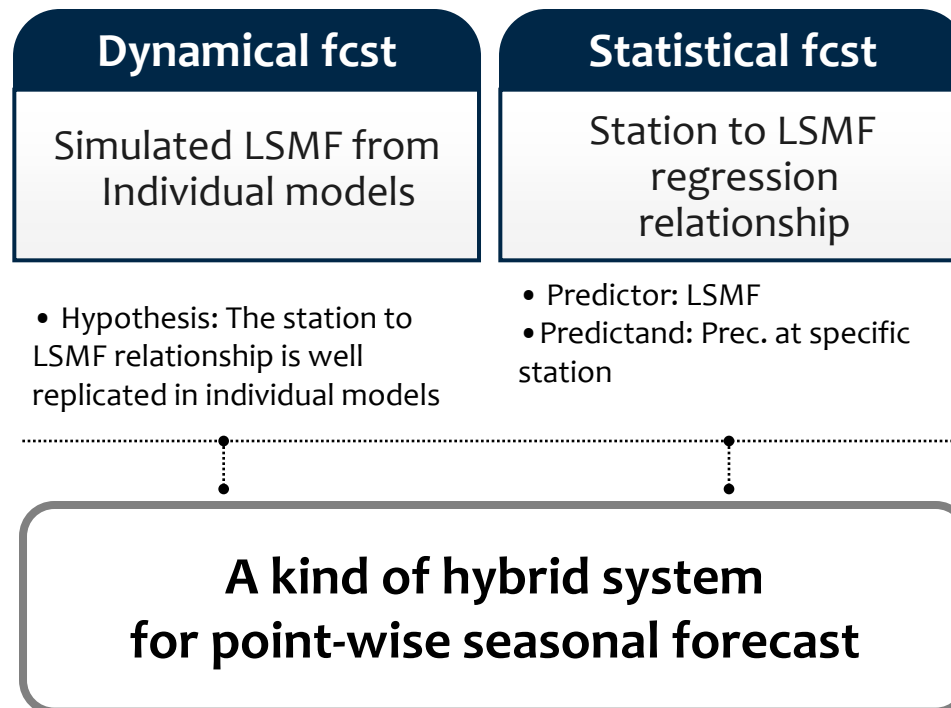 Dynamical fcst
Simulated LSMF from
Individual models
• Hypothesis: The station to
LSMF relationship is well
replicated in individual models
Statistical fcst
Station to LSMF
regression
relationship
• Predictor: LSMF
•Predictand: Prec. at specific
station
A kind of hybrid system
for point-wise seasonal forecast